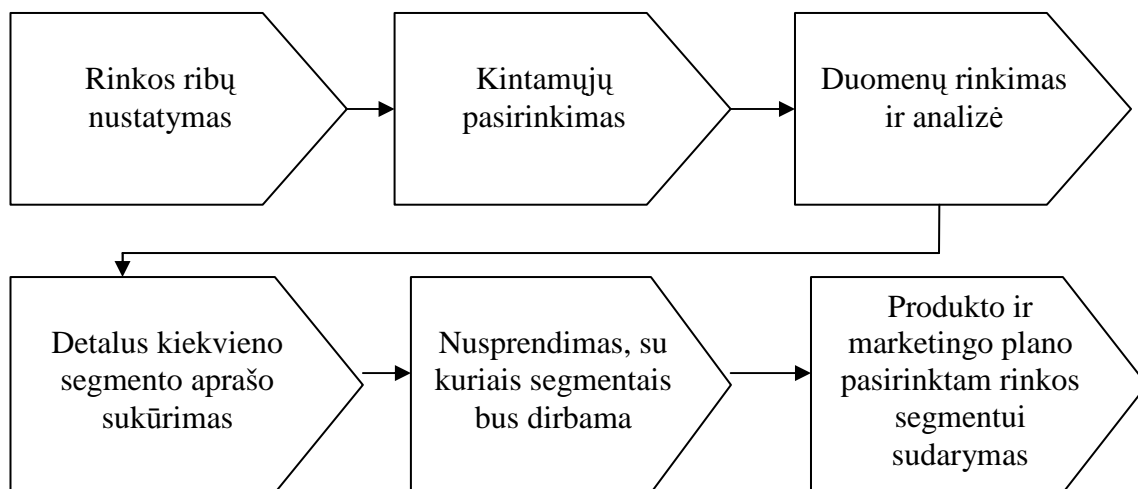 Rinkos ribų
nustatymas
Kintamųjų
pasirinkimas
Duomenų rinkimas
ir analizė
Detalus kiekvieno
segmento aprašo
sukūrimas
Nusprendimas, su
kuriais segmentais
bus dirbama
Produkto ir
marketingo plano
pasirinktam rinkos
segmentui
sudarymas